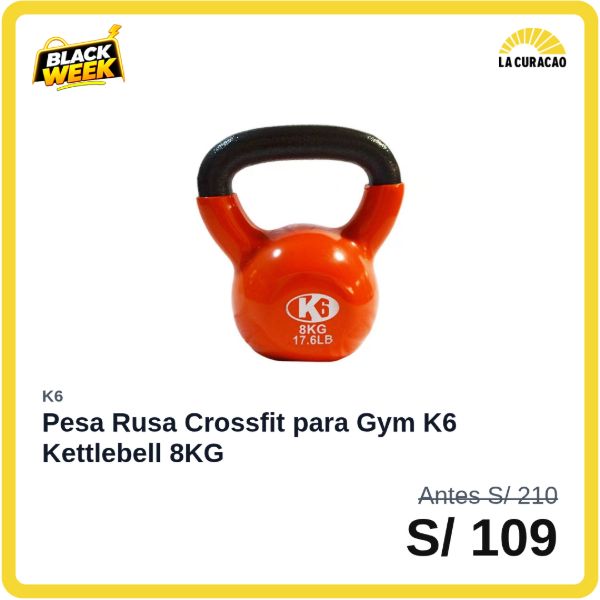 BLACK
WEEK
LA CURACAO
K6
8KG
17.6LB
K6
Pesa Rusa Crossfit para Gym K6
Kettlebell 8KG
Antes S/ 210
S/ 109